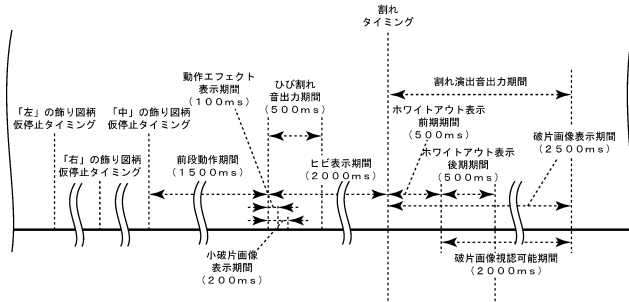 割れ
タイミング
動作エフェクト
表示期間
(100ms)
ひび割れ
音出力期間
(500ms)
割れ演出音出力期間
「左」の飾り図柄
仮停止タイミング
「中」の飾り図柄
仮停止タイミング
ホワイトアウト表示
前期期間
(500ms)
破片画像表示期間
(2500ms)
「右」の飾り図柄
仮停止タイミング
前段動作期間
(1500ms)
ヒビ表示期間
(2000ms)
ホワイトアウト表示
後期期間
(500ms)
小破片画像
表示期間
(200ms)
破片画像視認可能期間
(2000ms)